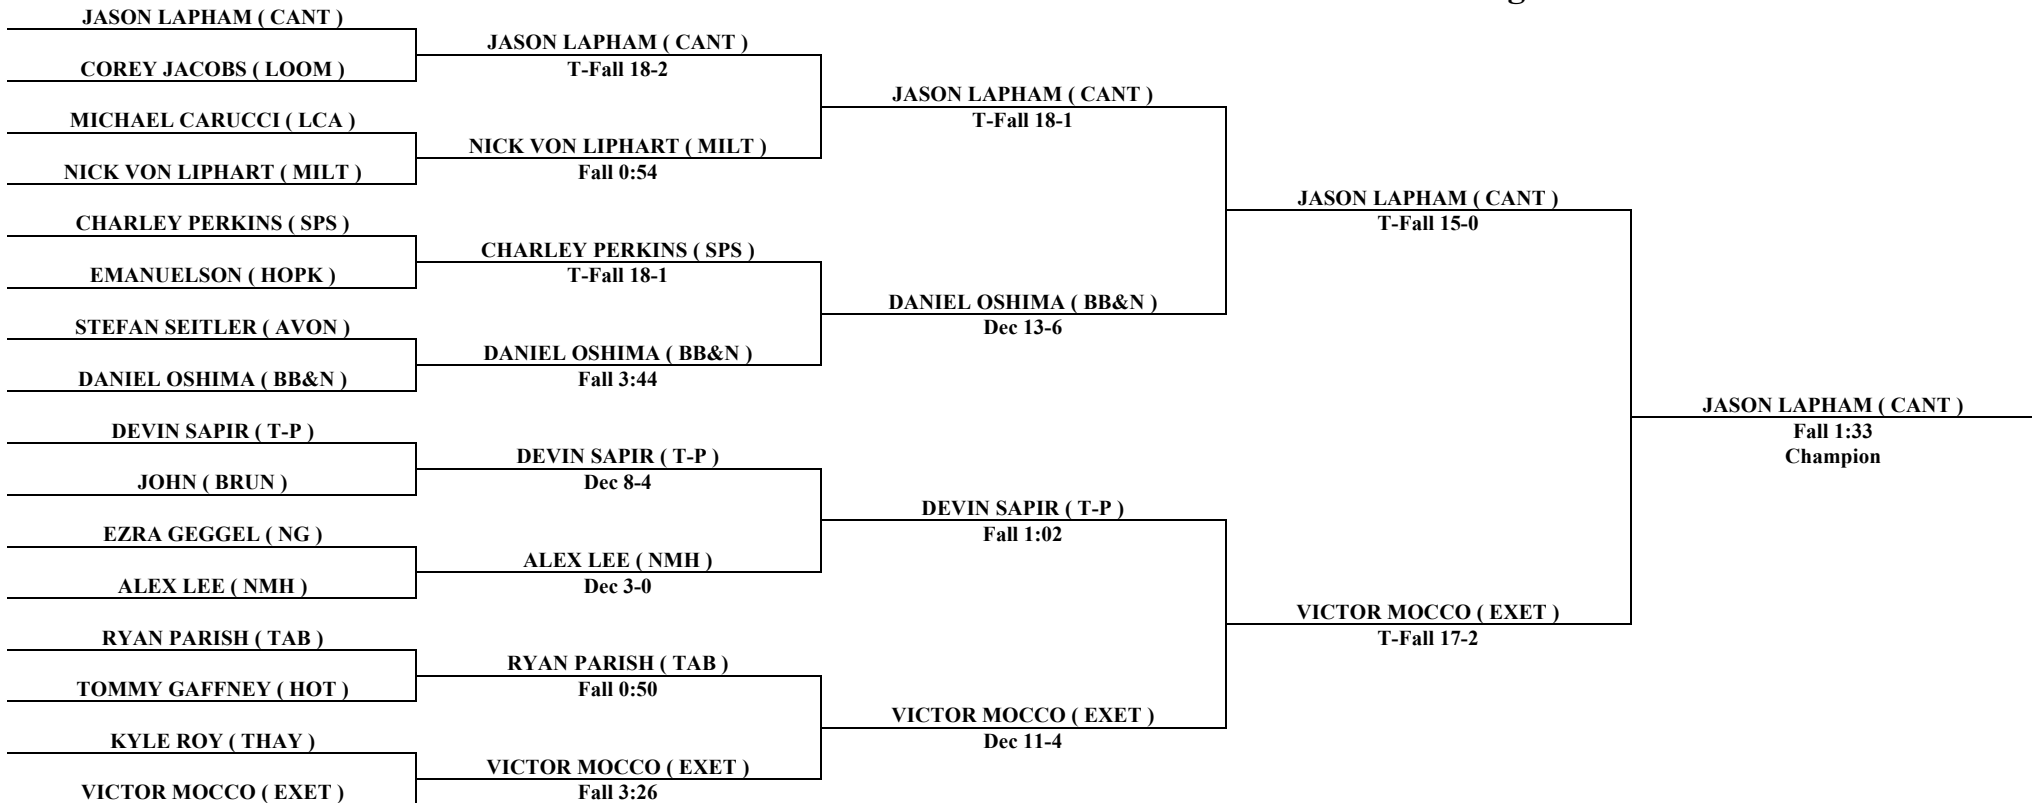 JASON LAPHAM ( CANT )
COREY JACOBS ( LOOM )
MICHAEL CARUCCI ( LCA )
NICK VON LIPHART ( MILT )
CHARLEY PERKINS ( SPS )
EMANUELSON ( HOPK )
STEFAN SEITLER ( AVON )
DANIEL OSHIMA ( BB&N )
DEVIN SAPIR ( T-P )
JOHN ( BRUN )
EZRA GEGGEL ( NG )
ALEX LEE ( NMH )
RYAN PARISH ( TAB )
TOMMY GAFFNEY ( HOT )
KYLE ROY ( THAY )
VICTOR MOCCO ( EXET )
JASON LAPHAM ( CANT )
T-Fall 18-2
NICK VON LIPHART ( MILT )
Fall 0:54
CHARLEY PERKINS ( SPS )
T-Fall 18-1
DANIEL OSHIMA ( BB&N )
Fall 3:44
DEVIN SAPIR ( T-P )
Dec 8-4
ALEX LEE ( NMH )
Dec 3-0
RYAN PARISH ( TAB )
Fall 0:50
VICTOR MOCCO ( EXET )
Fall 3:26
JASON LAPHAM ( CANT )
T-Fall 18-1
DANIEL OSHIMA ( BB&N )
Dec 13-6
DEVIN SAPIR ( T-P )
Fall 1:02
VICTOR MOCCO ( EXET )
Dec 11-4
JASON LAPHAM ( CANT )
T-Fall 15-0
VICTOR MOCCO ( EXET )
T-Fall 17-2
JASON LAPHAM ( CANT )
Fall 1:33
Champion